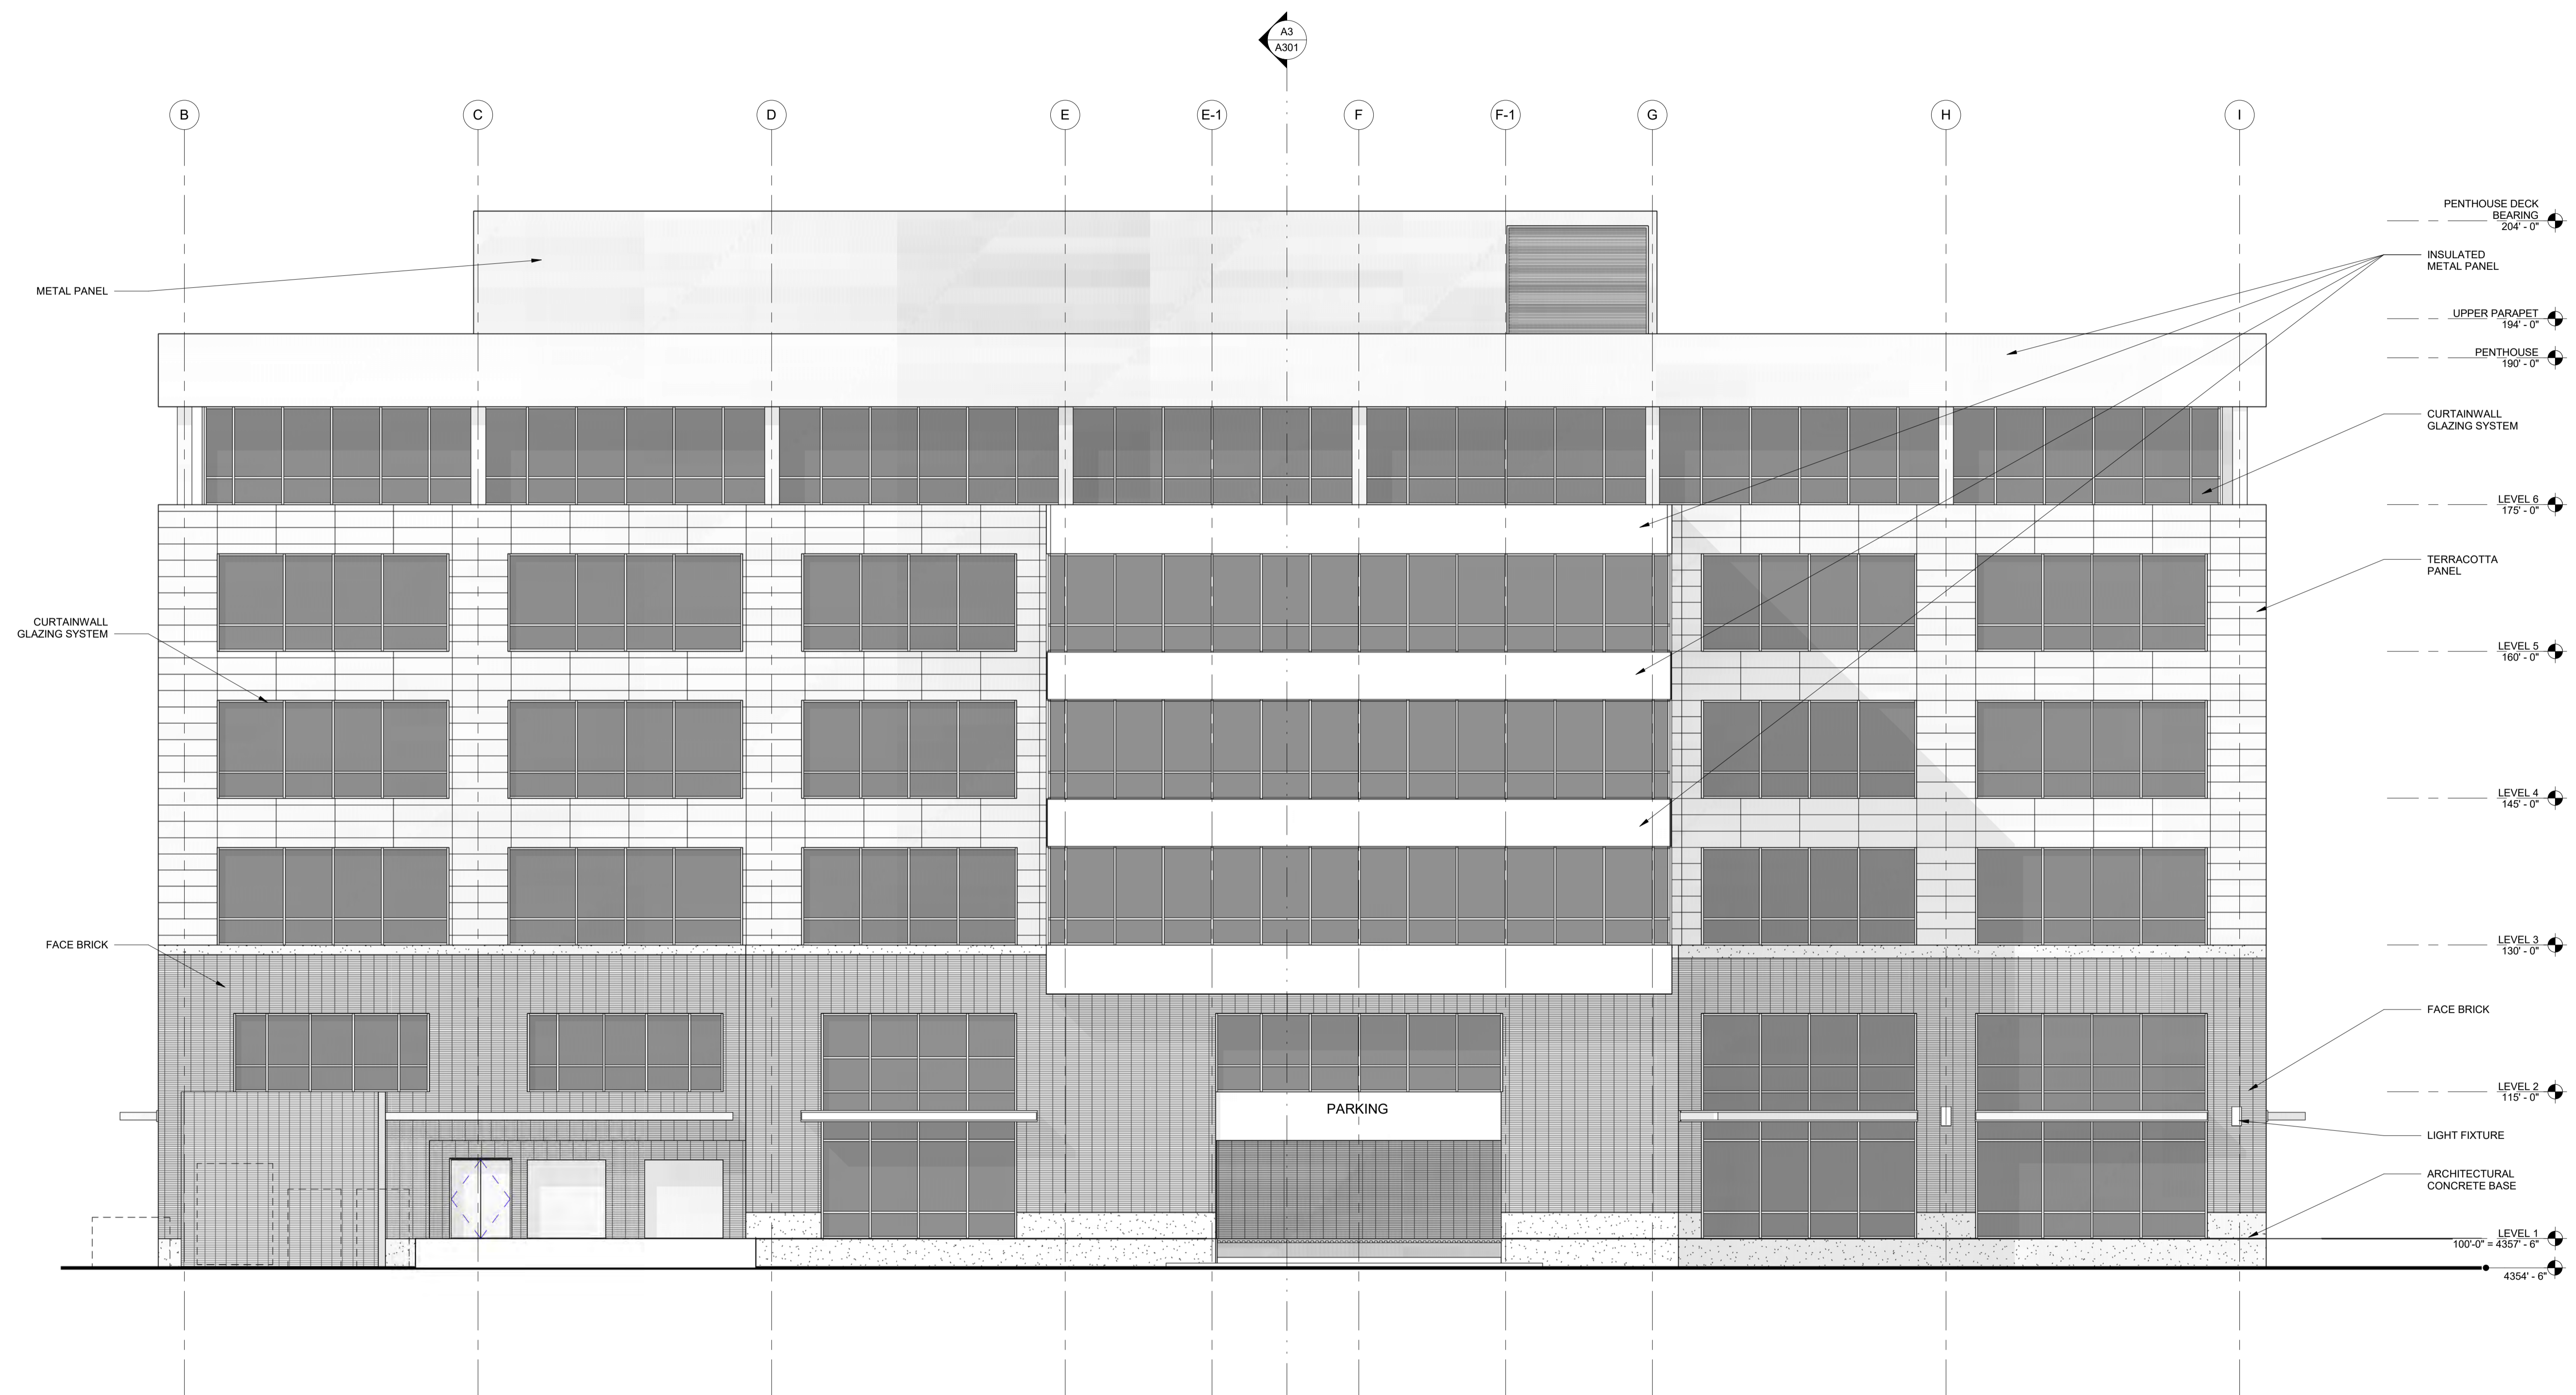 A3
A301
B
C
D
E
E-1
F
F-1
G
H
I
PENTHOUSE DECK
BEARING
204' - 0"
INSULATED
METAL PANEL
METAL PANEL
UPPER PARAPET
194' - 0"
PENTHOUSE
190' - 0"
CURTAINWALL
GLAZING SYSTEM
LEVEL 6
175' - 0"
TERRACOTTA
PANEL
CURTAINWALL
GLAZING SYSTEM
LEVEL 5
160' - 0"
LEVEL 4
145' - 0"
FACE BRICK
LEVEL 3
130' - 0"
FACE BRICK
LEVEL 2
115' - 0"
PARKING
LIGHT FIXTURE
ARCHITECTURAL
CONCRETE BASE
LEVEL 1
100'-0" = 4357' - 6"
4354' - 6"